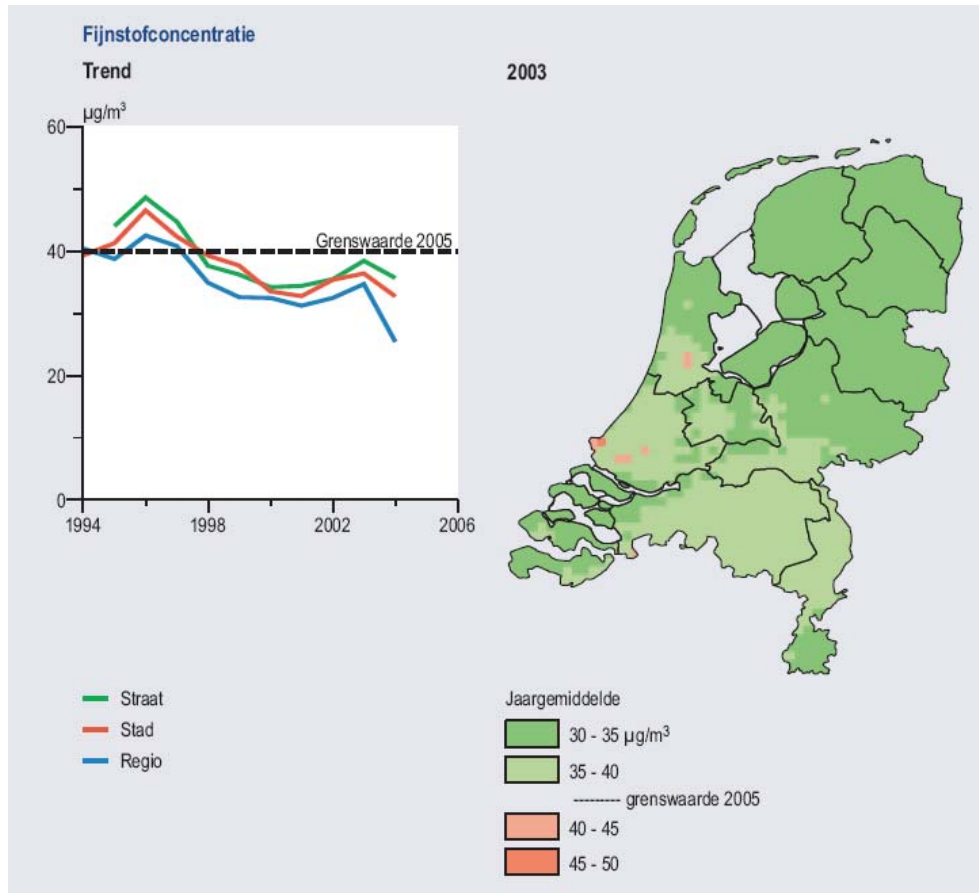 Fijnstofconcentratie
Trend
µg/m³
60
40
20
0
1994
1998
2002
2006
Grenswaarde 2005
Straat
Stad
Regio
2003
Jaargemiddelde
30 - 35 µg/m³
35 - 40
--------- grenswaarde 2005
40 - 45
45 - 50